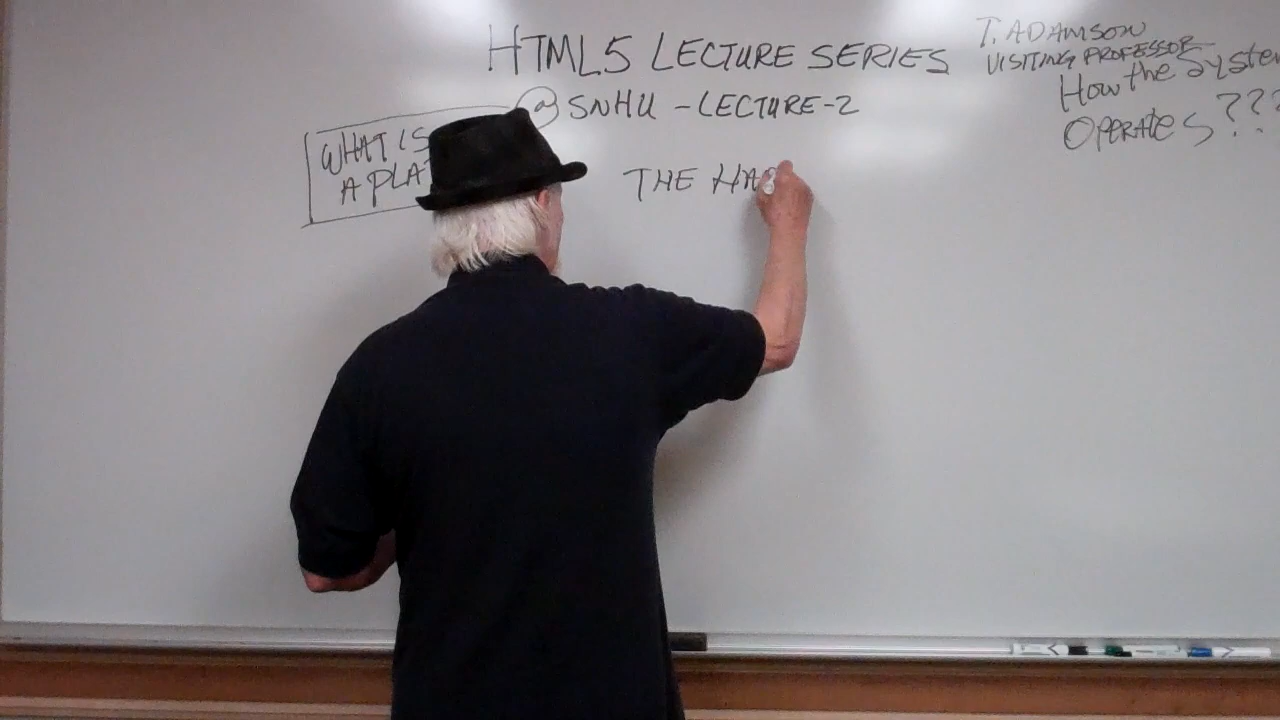 HTML5 LECTURE SERIES
@ SNHU - LECTURE-2
T. ADAMSON
VISITING PROFESSOR
How the System
OPERATES???
WHAT IS
A PLA
THE HA